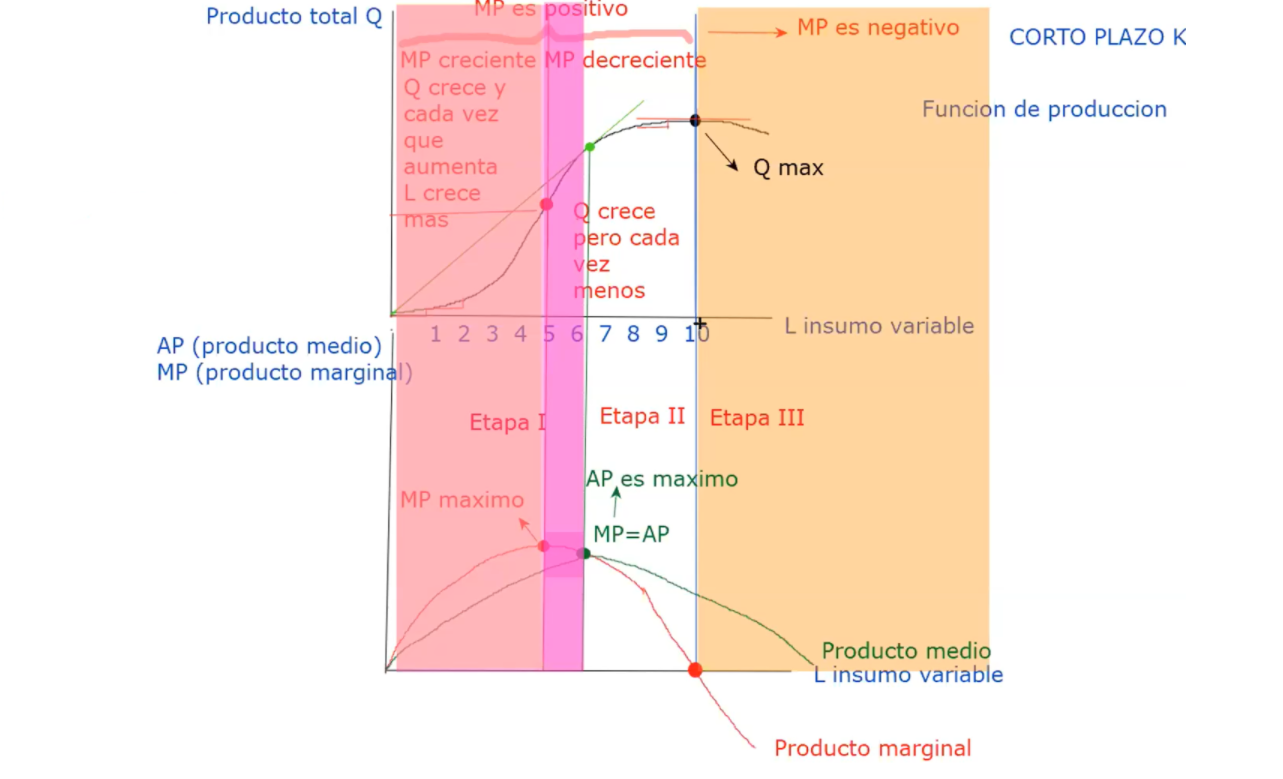 Producto total Q
MP es positivo
MP es negativo
CORTO PLAZO K
MP creciente
MP decreciente
Q crece y
cada vez
que
aumenta
L crece
mas
Funcion de produccion
Q max
Q crece
pero cada
vez
menos
1 2 3 4 5 6 7 8 9 10
L insumo variable
AP (producto medio)
MP (producto marginal)
Etapa I
Etapa II
Etapa III
AP es maximo
MP maximo
MP=AP
Producto medio
L insumo variable
Producto marginal